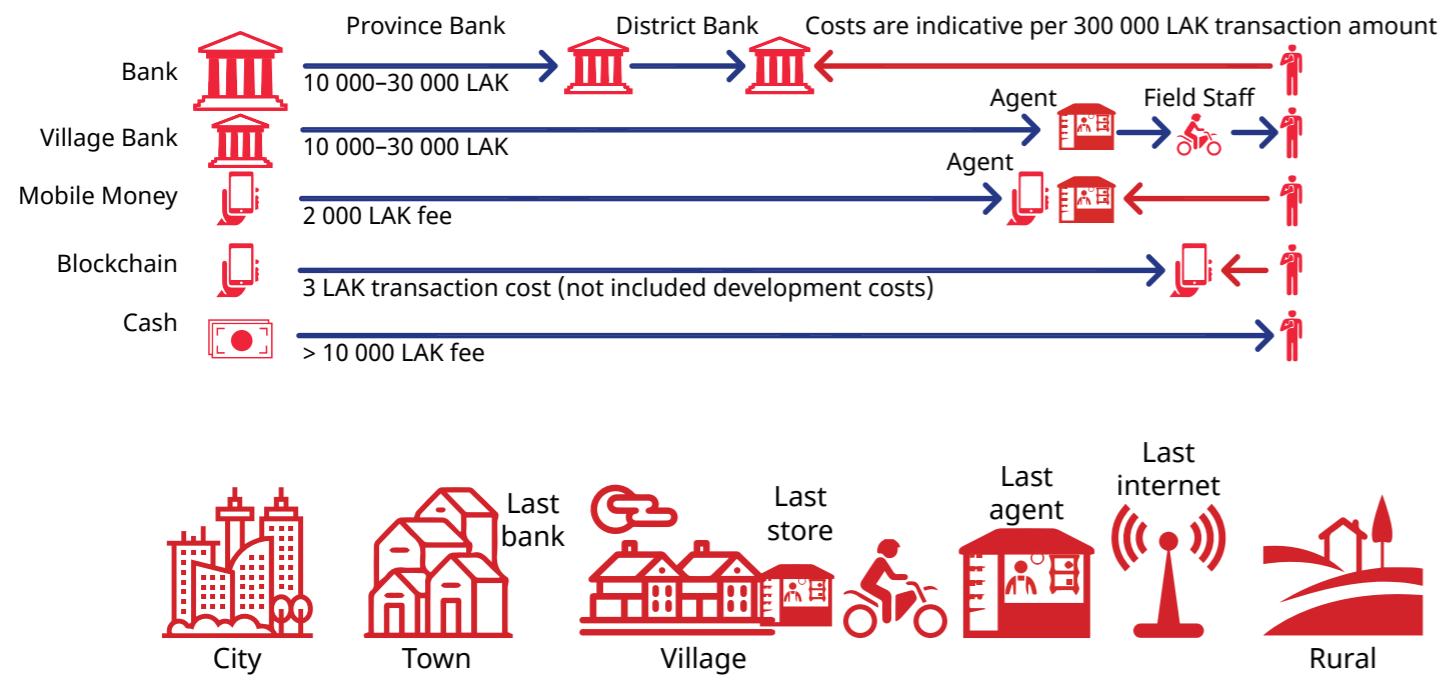 Province Bank
District Bank
Costs are indicative per 300 000 LAK transaction amount
Bank
10 000–30 000 LAK
Agent
Field Staff
Village Bank
10 000–30 000 LAK
Agent
Mobile Money
2 000 LAK fee
Blockchain
3 LAK transaction cost (not included development costs)
Cash
> 10 000 LAK fee
Last
bank
Last
store
Last
agent
Last
internet
City
Town
Village
Rural